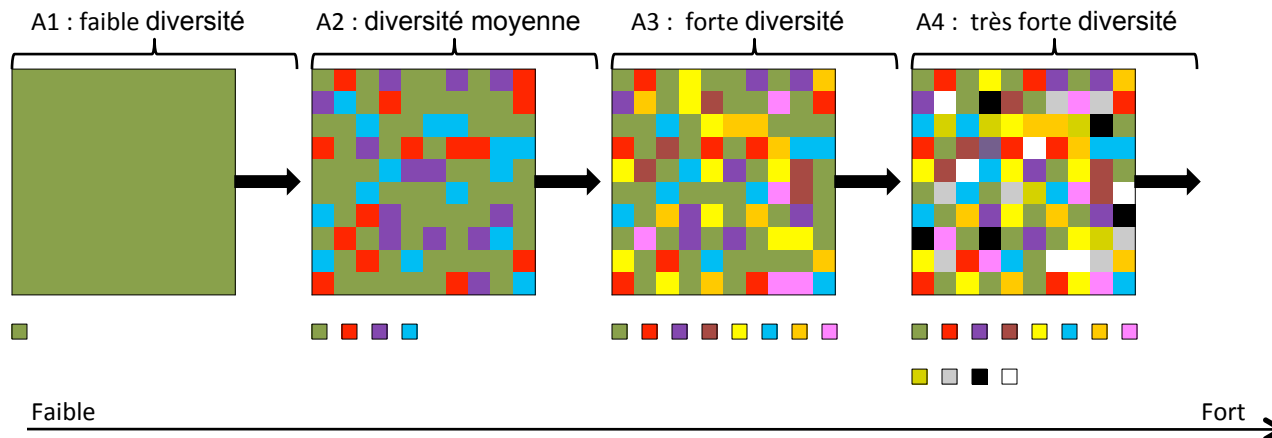 A1 : faible diversité
A2 : diversité moyenne
A3 : forte diversité
A4 : très forte diversité
Faible
Fort